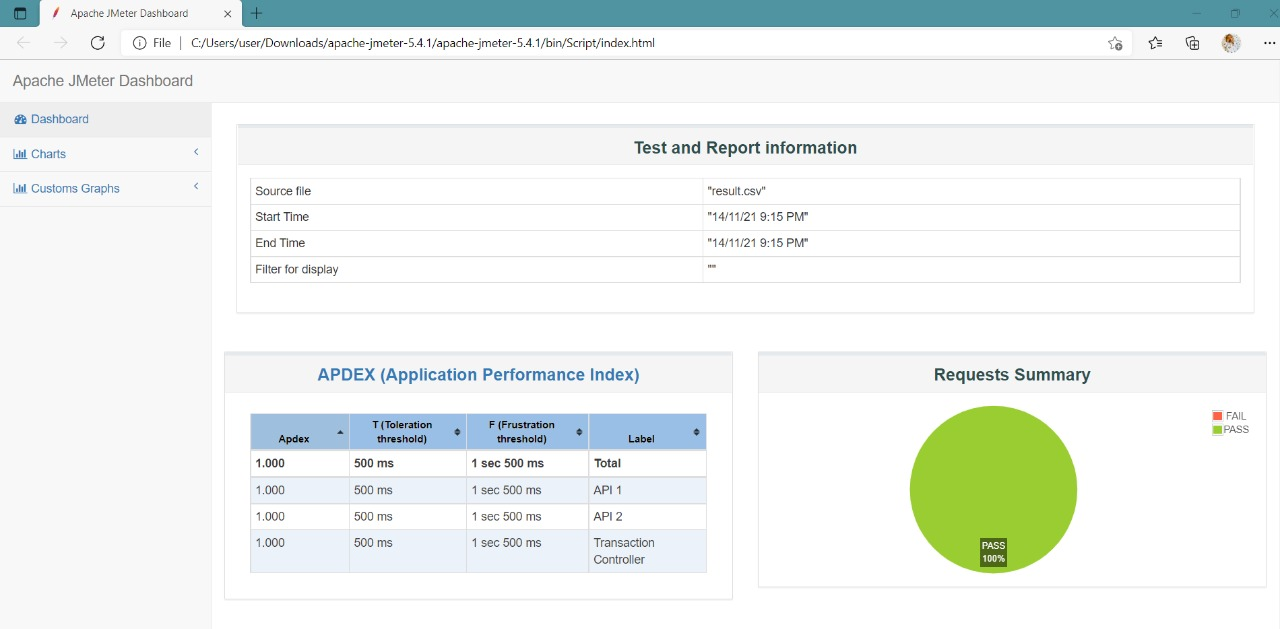 Apache JMeter Dashboard
File | C:/Users/user/Downloads/apache-jmeter-5.4.1/apache-jmeter-5.4.1/bin/Script/index.html
Apache JMeter Dashboard
Dashboard
Charts
Customs Graphs
Test and Report information
Source file "result.csv"
Start Time "14/11/21 9:15 PM"
End Time "14/11/21 9:15 PM"
Filter for display ""
APDEX (Application Performance Index)
Apdex T (Toleration threshold) F (Frustration threshold) Label
1.000 500 ms 1 sec 500 ms Total
1.000 500 ms 1 sec 500 ms API 1
1.000 500 ms 1 sec 500 ms API 2
1.000 500 ms 1 sec 500 ms Transaction Controller
Requests Summary
FAIL
PASS
PASS
100%